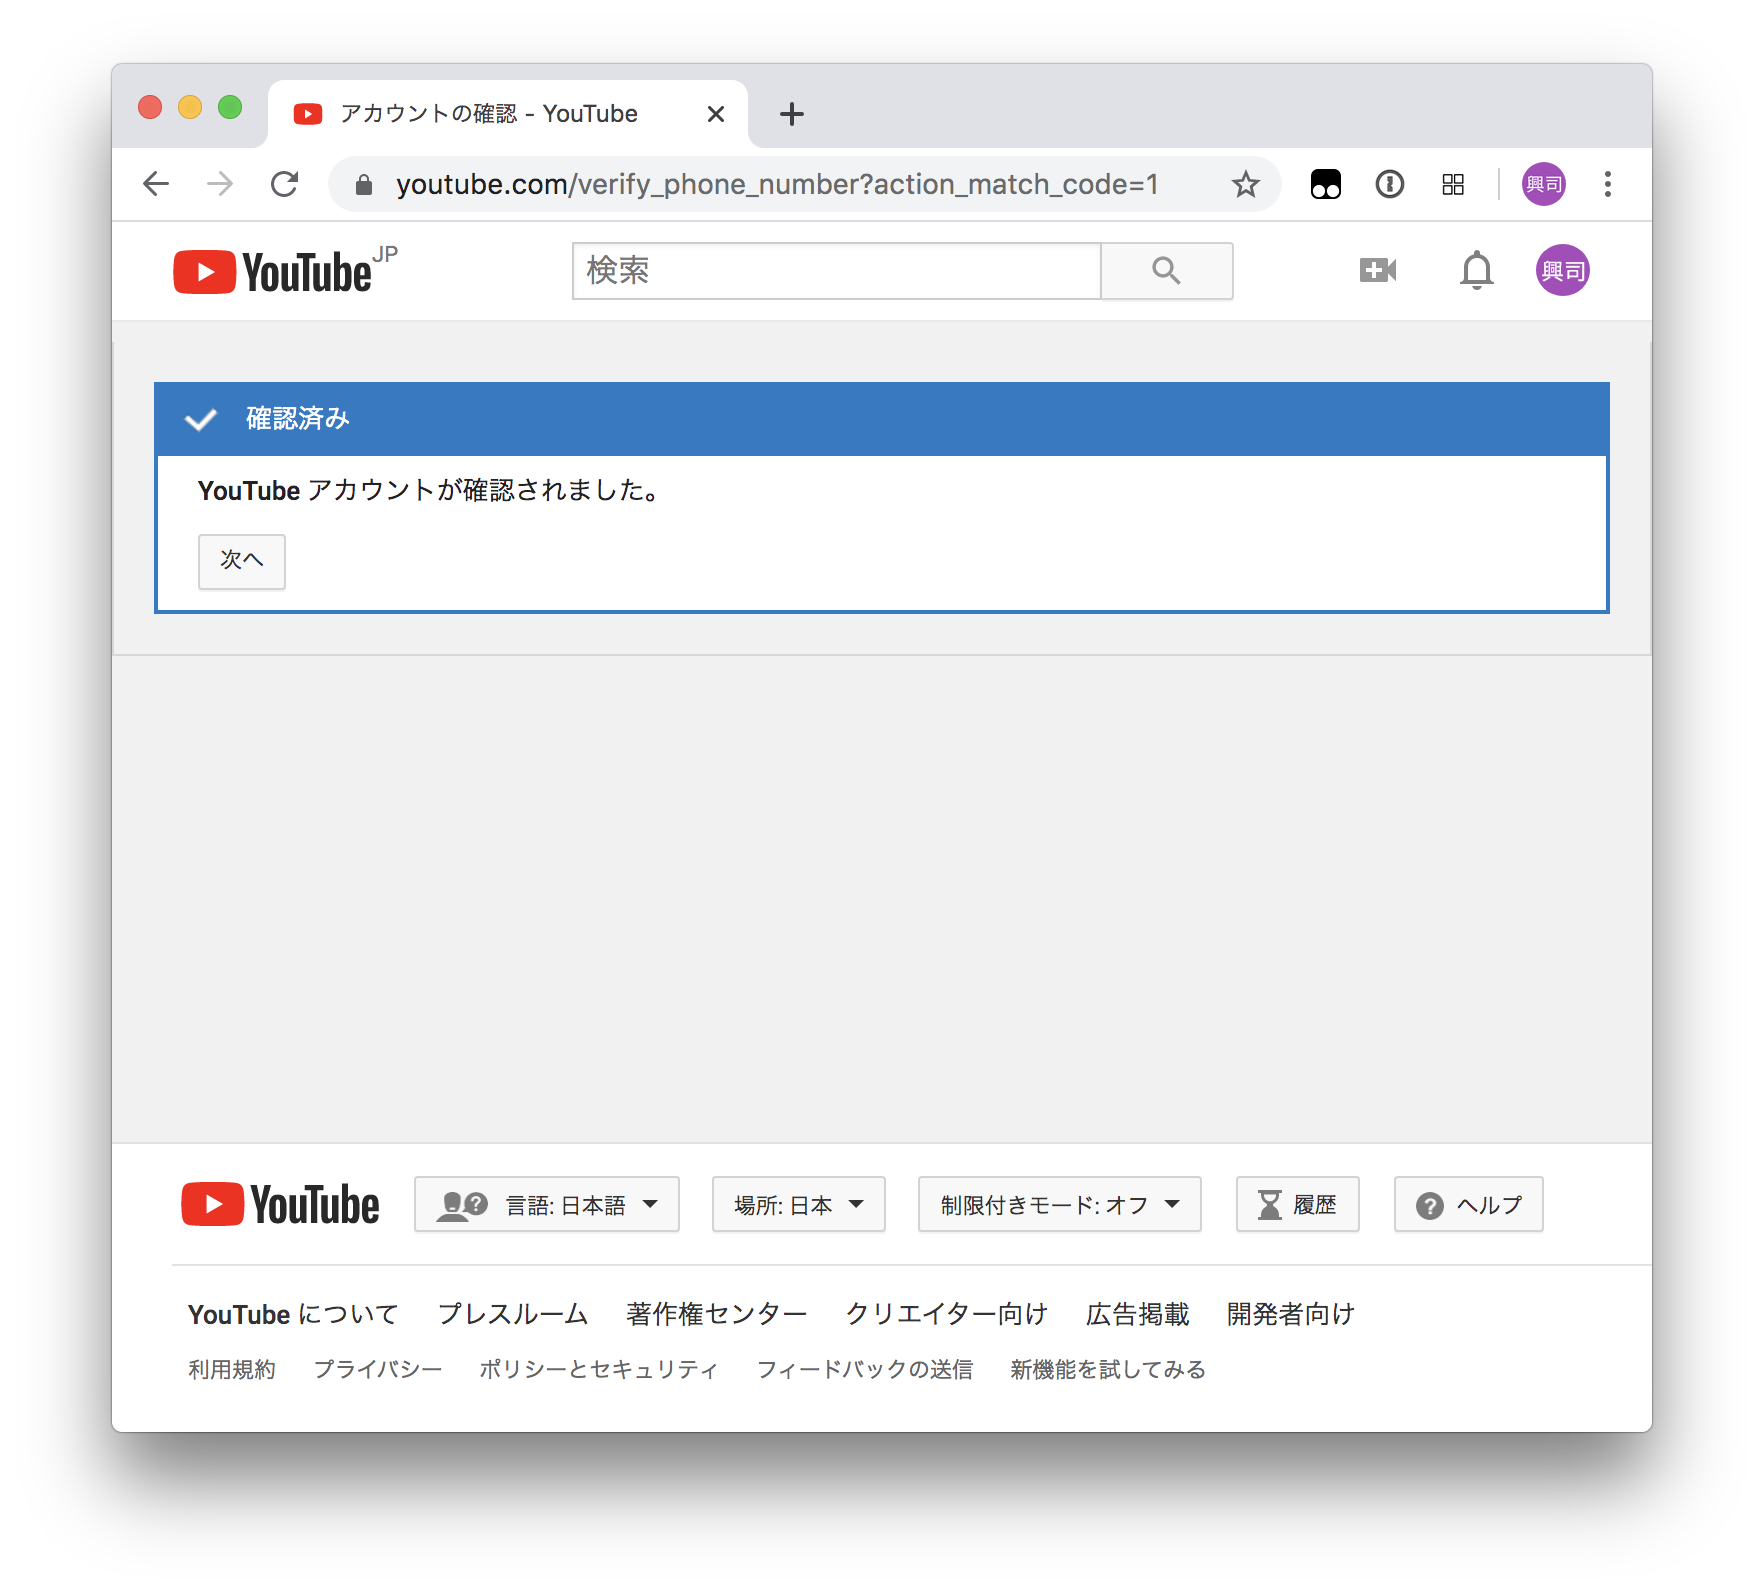 アカウントの確認 - YouTube
youtube.com/verify_phone_number?action_match_code=1
興司
YouTube JP
検索
興司
確認済み
YouTube アカウントが確認されました。
次へ
YouTube
言語: 日本語
場所: 日本
制限付きモード: オフ
履歴
ヘルプ
YouTube について プレスルーム 著作権センター クリエイター向け 広告掲載 開発者向け
利用規約 プライバシー ポリシーとセキュリティ フィードバックの送信 新機能を試してみる